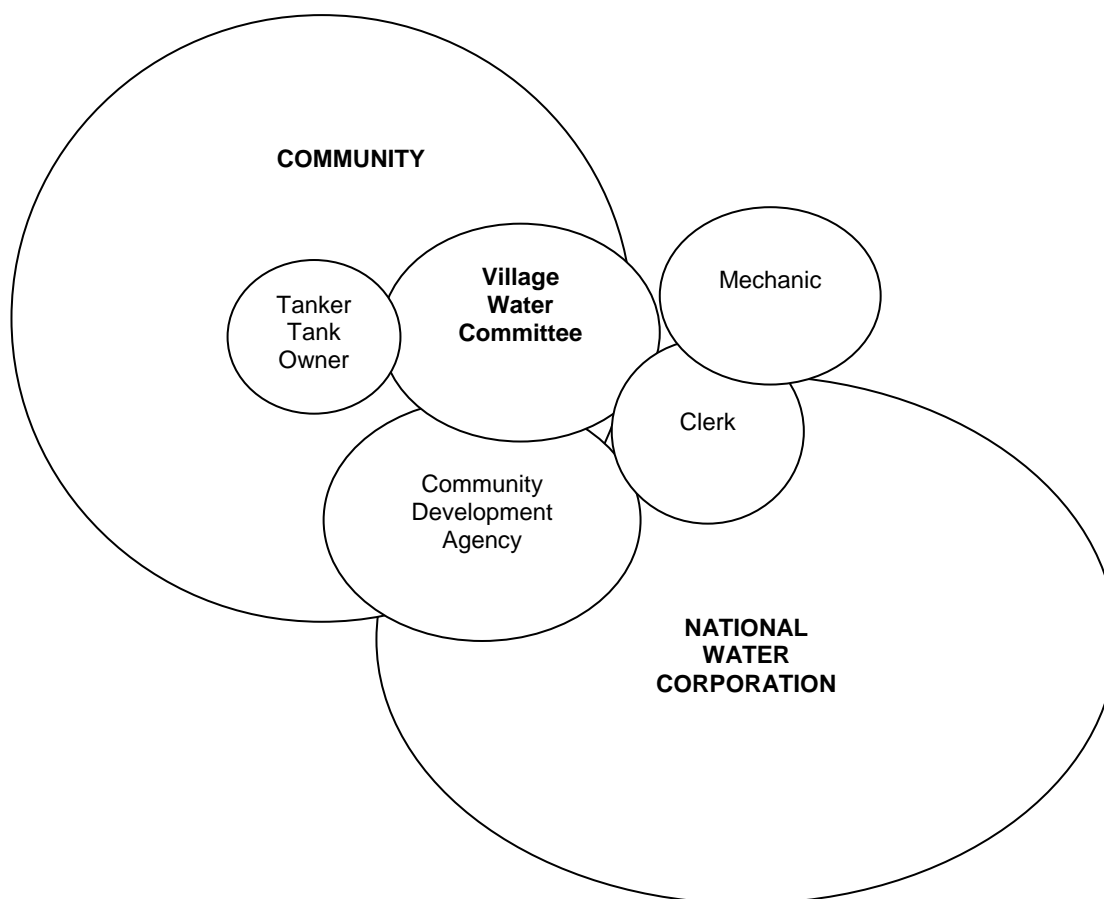 COMMUNITY
Tanker
Tank
Owner
Village
Water
Committee
Mechanic
Clerk
Community
Development
Agency
NATIONAL
WATER
CORPORATION